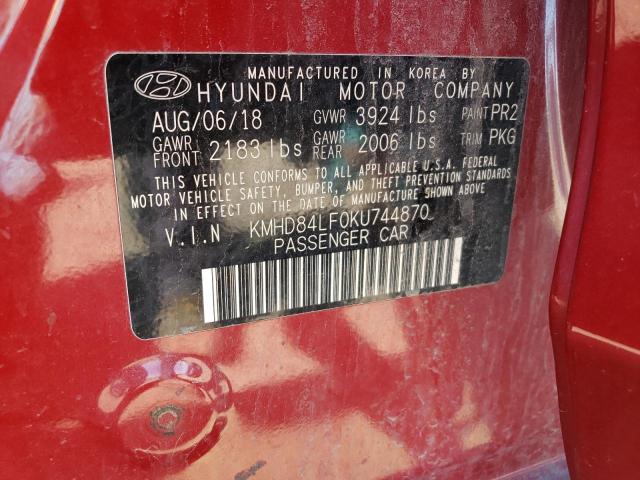 MANUFACTURED IN KOREA BY
HYUNDAI MOTOR COMPANY
AUG/06/18 GVWR 3924 lbs PAINT PR2
GAWR FRONT 2183 lbs GAWR REAR 2006 lbs TRIM PKG
THIS VEHICLE CONFORMS TO ALL APPLICABLE U.S.A. FEDERAL
MOTOR VEHICLE SAFETY, BUMPER, AND THEFT PREVENTION
STANDARDS IN EFFECT ON THE DATE OF MANUFACTURE SHOWN ABOVE.
V.I.N KMHD84LF0KU744870
PASSENGER CAR